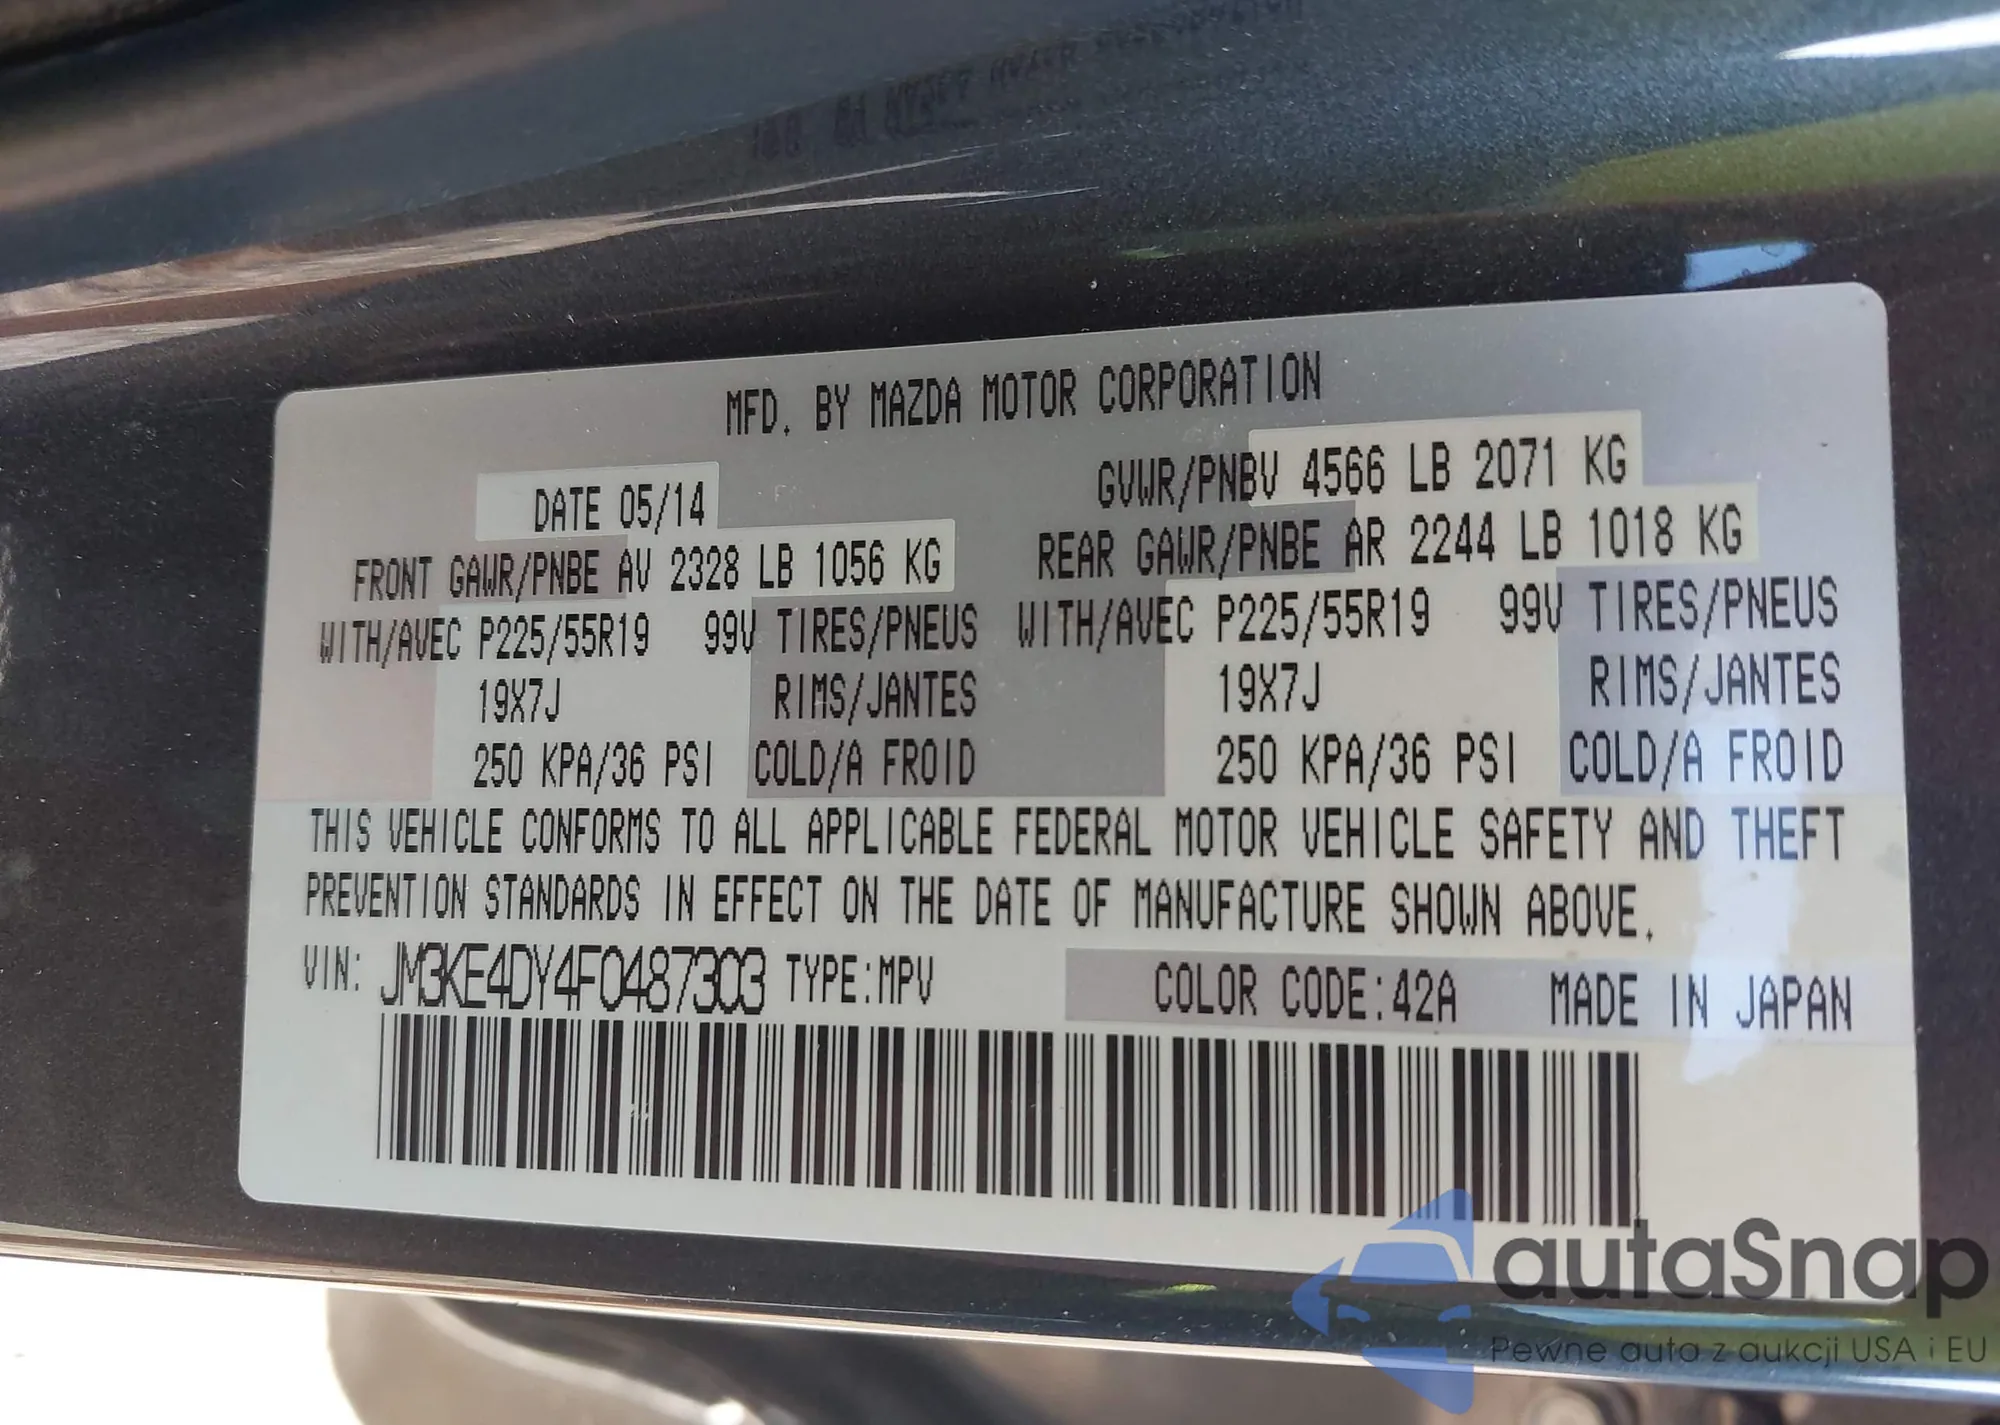 MFD. BY MAZDA MOTOR CORPORATION
DATE 05/14 GVWR/PNBV 4566 LB 2071 KG
FRONT GAWR/PNBE AV 2328 LB 1056 KG REAR GAWR/PNBE AR 2244 LB 1018 KG
WITH/AVEC P225/55R19 99V TIRES/PNEUS WITH/AVEC P225/55R19 99V TIRES/PNEUS
19X7J RIMS/JANTES 19X7J RIMS/JANTES
250 KPA/36 PSI COLD/A FROID 250 KPA/36 PSI COLD/A FROID
THIS VEHICLE CONFORMS TO ALL APPLICABLE FEDERAL MOTOR VEHICLE SAFETY AND THEFT
PREVENTION STANDARDS IN EFFECT ON THE DATE OF MANUFACTURE SHOWN ABOVE.
VIN: JM3KE4DY4F0487303 TYPE:MPV COLOR CODE:42A MADE IN JAPAN
autoSnap
Pewne auta z aukcji USA i EU